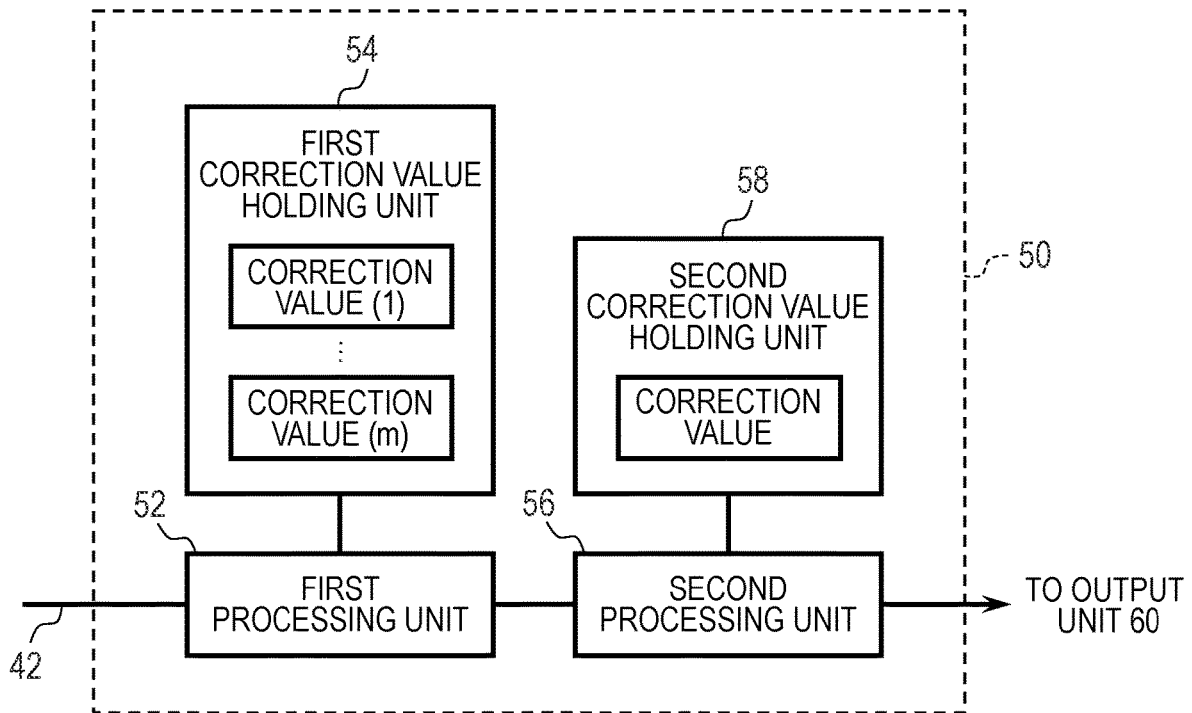 54
FIRST
CORRECTION VALUE
HOLDING UNIT
CORRECTION
VALUE (1)
⋮
CORRECTION
VALUE (m)
58
SECOND
CORRECTION VALUE
HOLDING UNIT
CORRECTION
VALUE
50
52
FIRST
PROCESSING UNIT
56
SECOND
PROCESSING UNIT
TO OUTPUT
UNIT 60
42